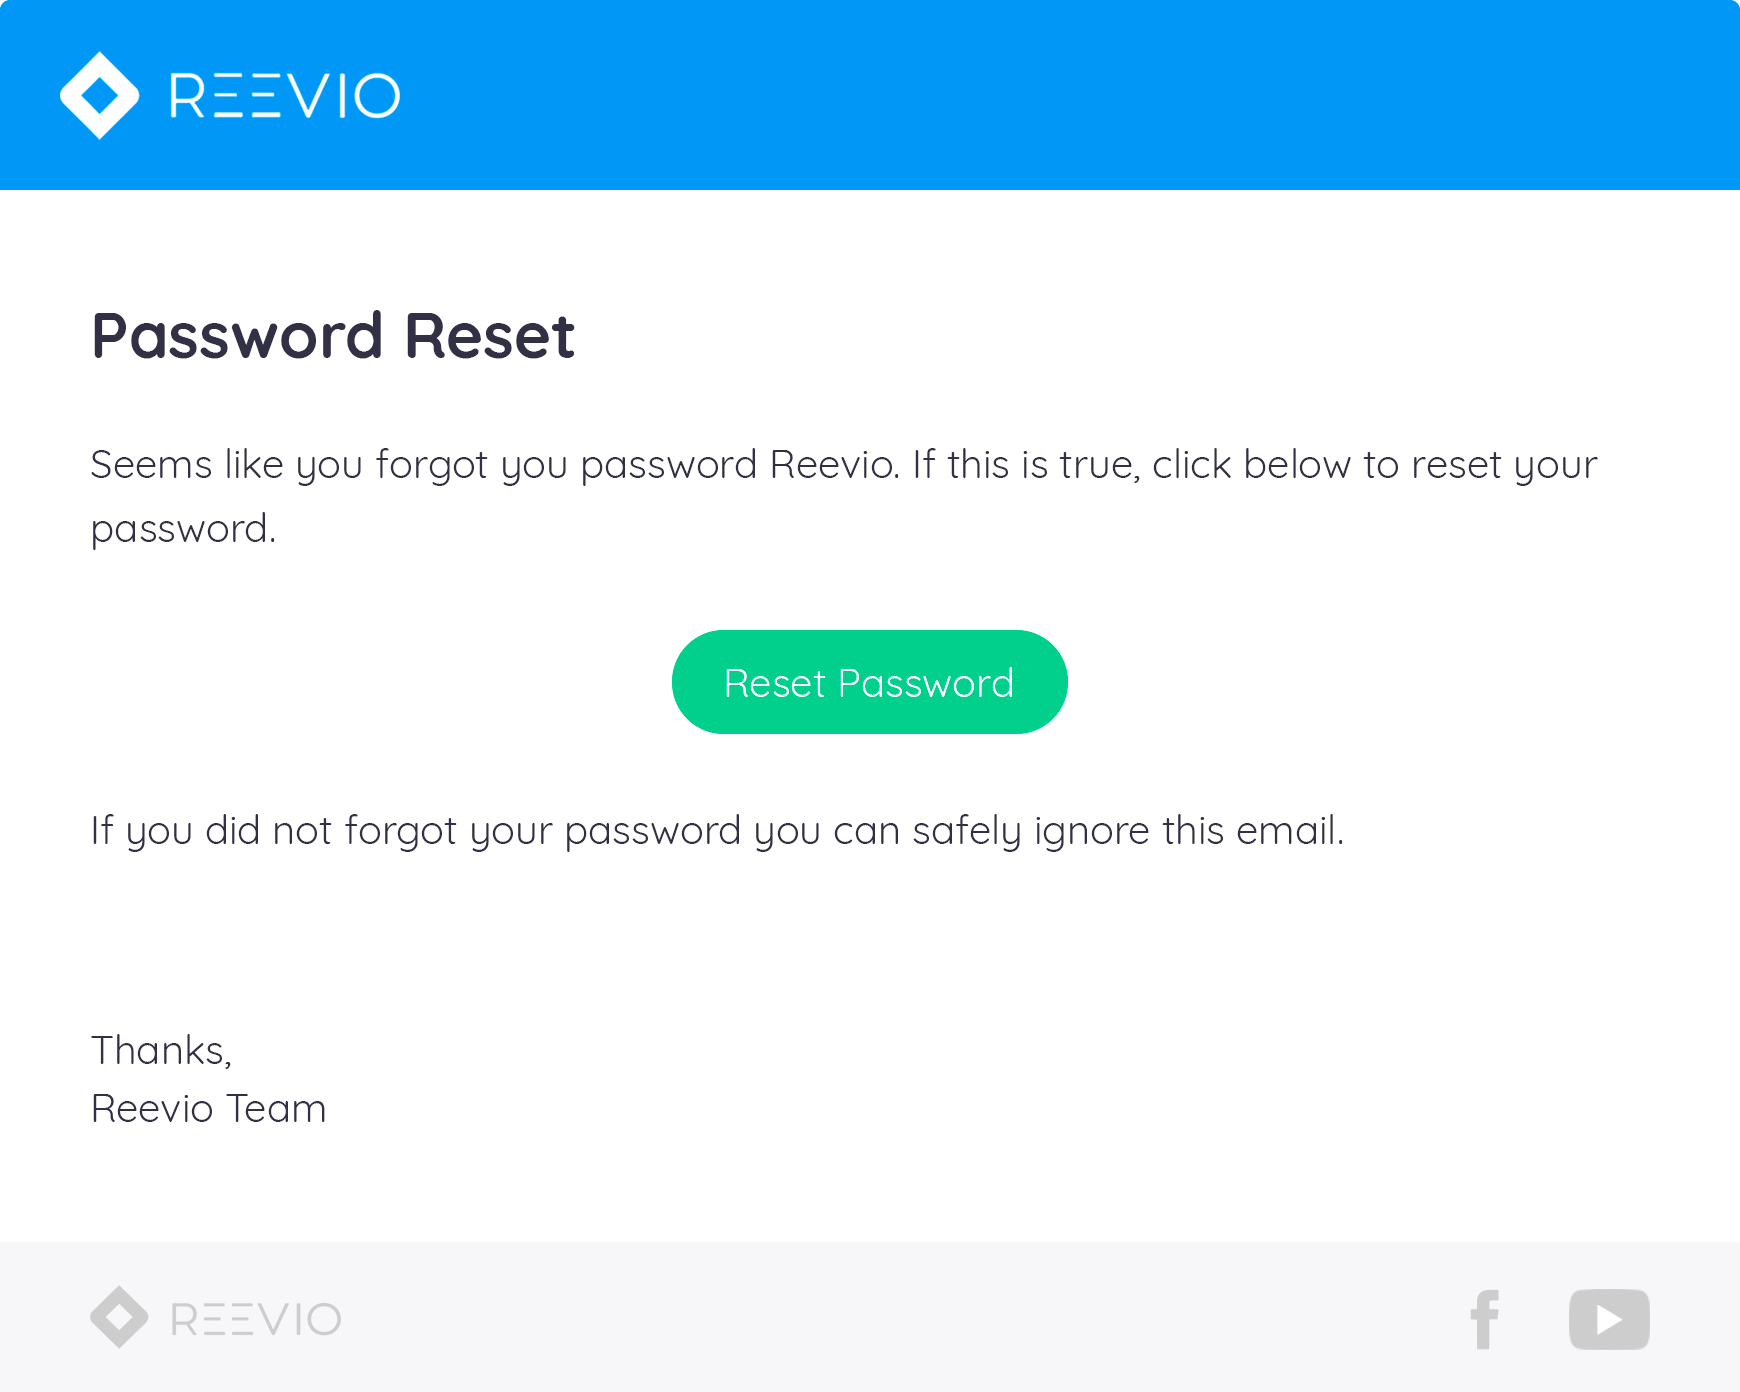 REEVIO
Password Reset
Seems like you forgot you password Reevio. If this is true, click below to reset your
password.
Reset Password
If you did not forgot your password you can safely ignore this email.
Thanks,
Reevio Team
REEVIO